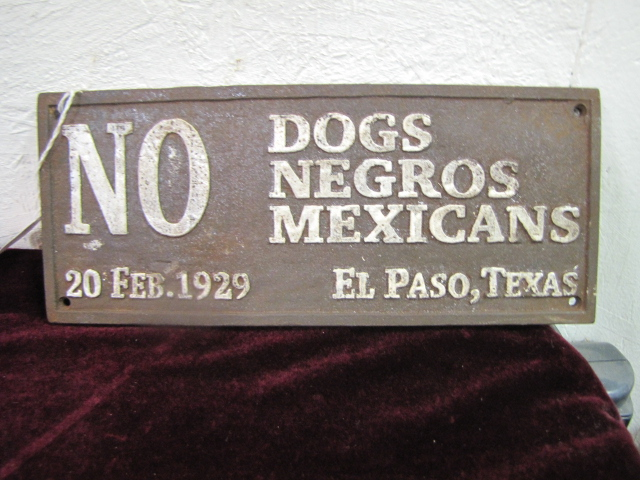 NO DOGS
NEGROS
MEXICANS
20 FEB. 1929 EL PASO, TEXAS